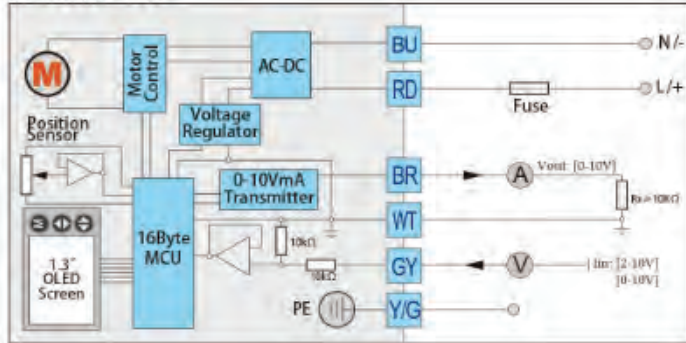 M
Motor
Control
AC-DC
BU
N/-
RD
L/+
Fuse
Voltage
Regulator
Position
Sensor
0-10VmA
Transmitter
BR
A
Vout: [0-10V]
WT
16Byte
MCU
10kΩ
10kΩ
GY
V
Iin: [2-10V]
[0-10V]
M
1.3″
OLED
Screen
PE
Y/G